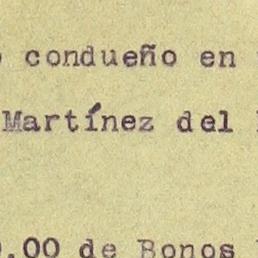 condueño en
Martínez del
.00 de Bonos